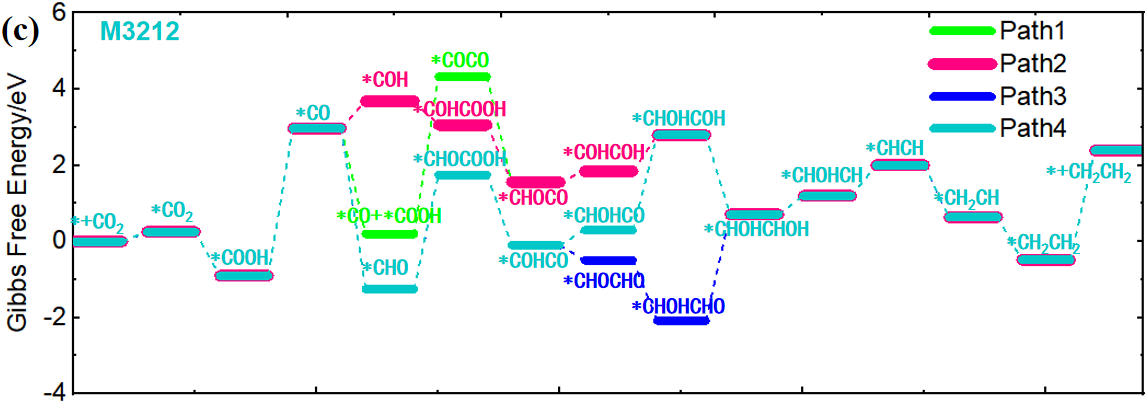 (c)
M3212
Gibbs Free Energy/eV
6
4
2
0
-2
-4
Path1
Path2
Path3
Path4
*+CO₂
*CO₂
*COOH
*CO
*COH
*CO+*COOH
*CHO
*COCO
*COHCOOH
*CHOCOOH
*CHOCO
*COHCO
*COHCOH
*CHOHCO
*CHOCHO
*CHOHCOH
*CHOHCHO
*CHOHCHOH
*CHOHCH
*CHCH
*CH₂CH
*CH₂CH₂
*+CH₂CH₂